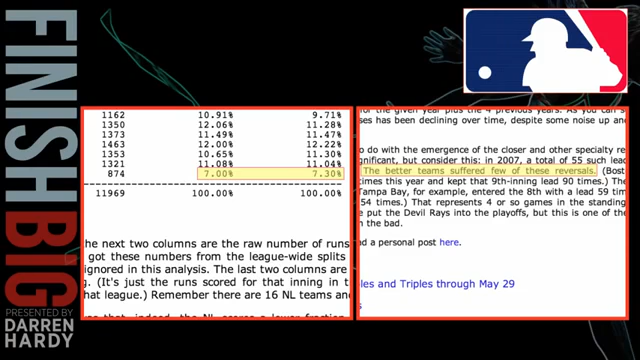 FINISH
BIG
PRESENTED BY
DARREN
HARDY
1162 10.91% 9.71%
1350 12.06% 11.28%
1373 11.49% 11.47%
1463 12.00% 12.22%
1353 10.65% 11.30%
1321 11.08% 11.04%
874 7.00% 7.30%
11969 100.00% 100.00%
he next two columns are the raw number of runs
got these numbers from the league-wide splits
ignored in this analysis. The last two columns are
g. (It's just the runs scored for that inning in t
hat league.) Remember there are 16 NL teams and
for the given year plus the 4 previous years. As you can s
ses has been declining over time, despite some noise up an
o do with the emergence of the closer and other specialty re
gnificant, but consider this: in 2007, a total of 55 such lead
The better teams suffered few of these reversals. (Bost
times this year and kept that 9th-inning lead 90 times.) The
Tampa Bay, for example, entered the 8th with a lead 59 tim
54 times.) That represents 4 or so games in the standing
e put the Devil Rays into the playoffs, but this is one of the
n the bad.
nd a personal post here.
les and Triples through May 29